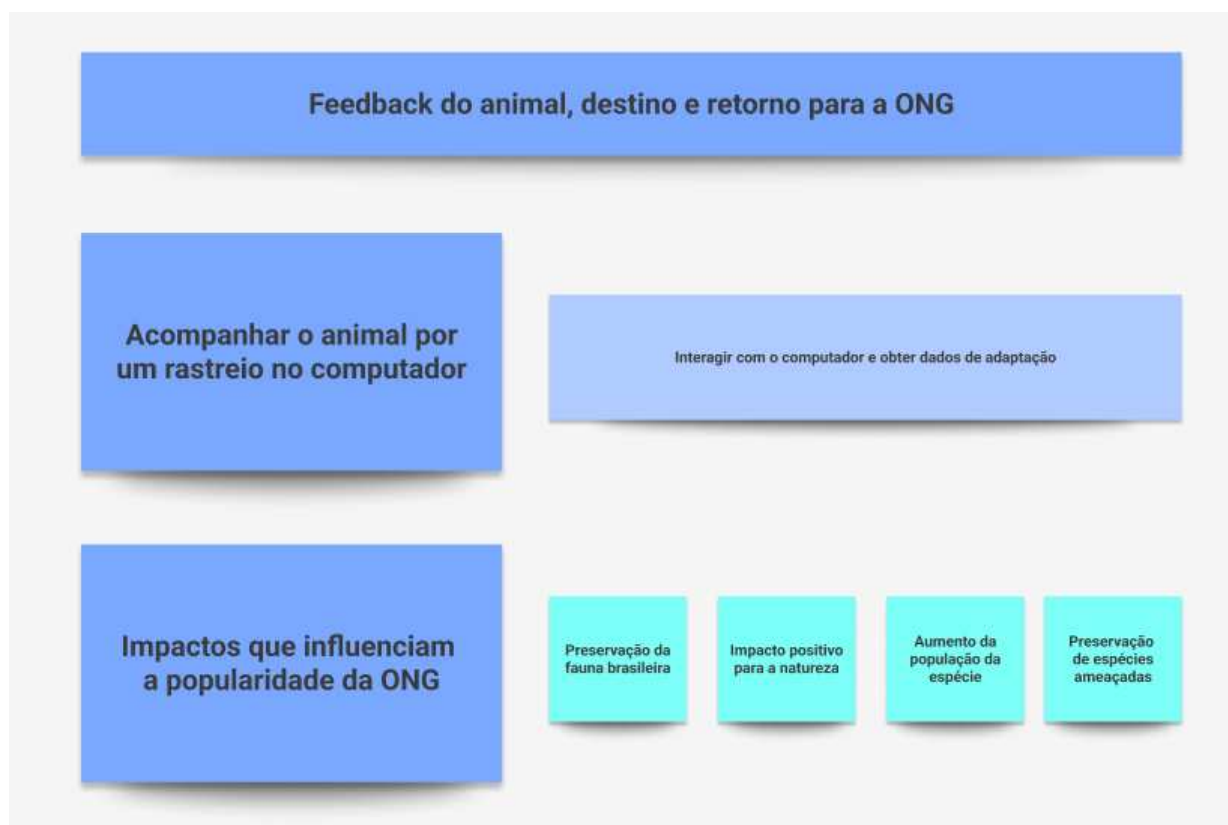 Feedback do animal, destino e retorno para a ONG
Acompanhar o animal por
um rastreio no computador
Interagir com o computador e obter dados de adaptação
Impactos que influenciam
a popularidade da ONG
Preservação da
fauna brasileira
Impacto positivo
para a natureza
Aumento da
população da
espécie
Preservação
de espécies
ameaçadas